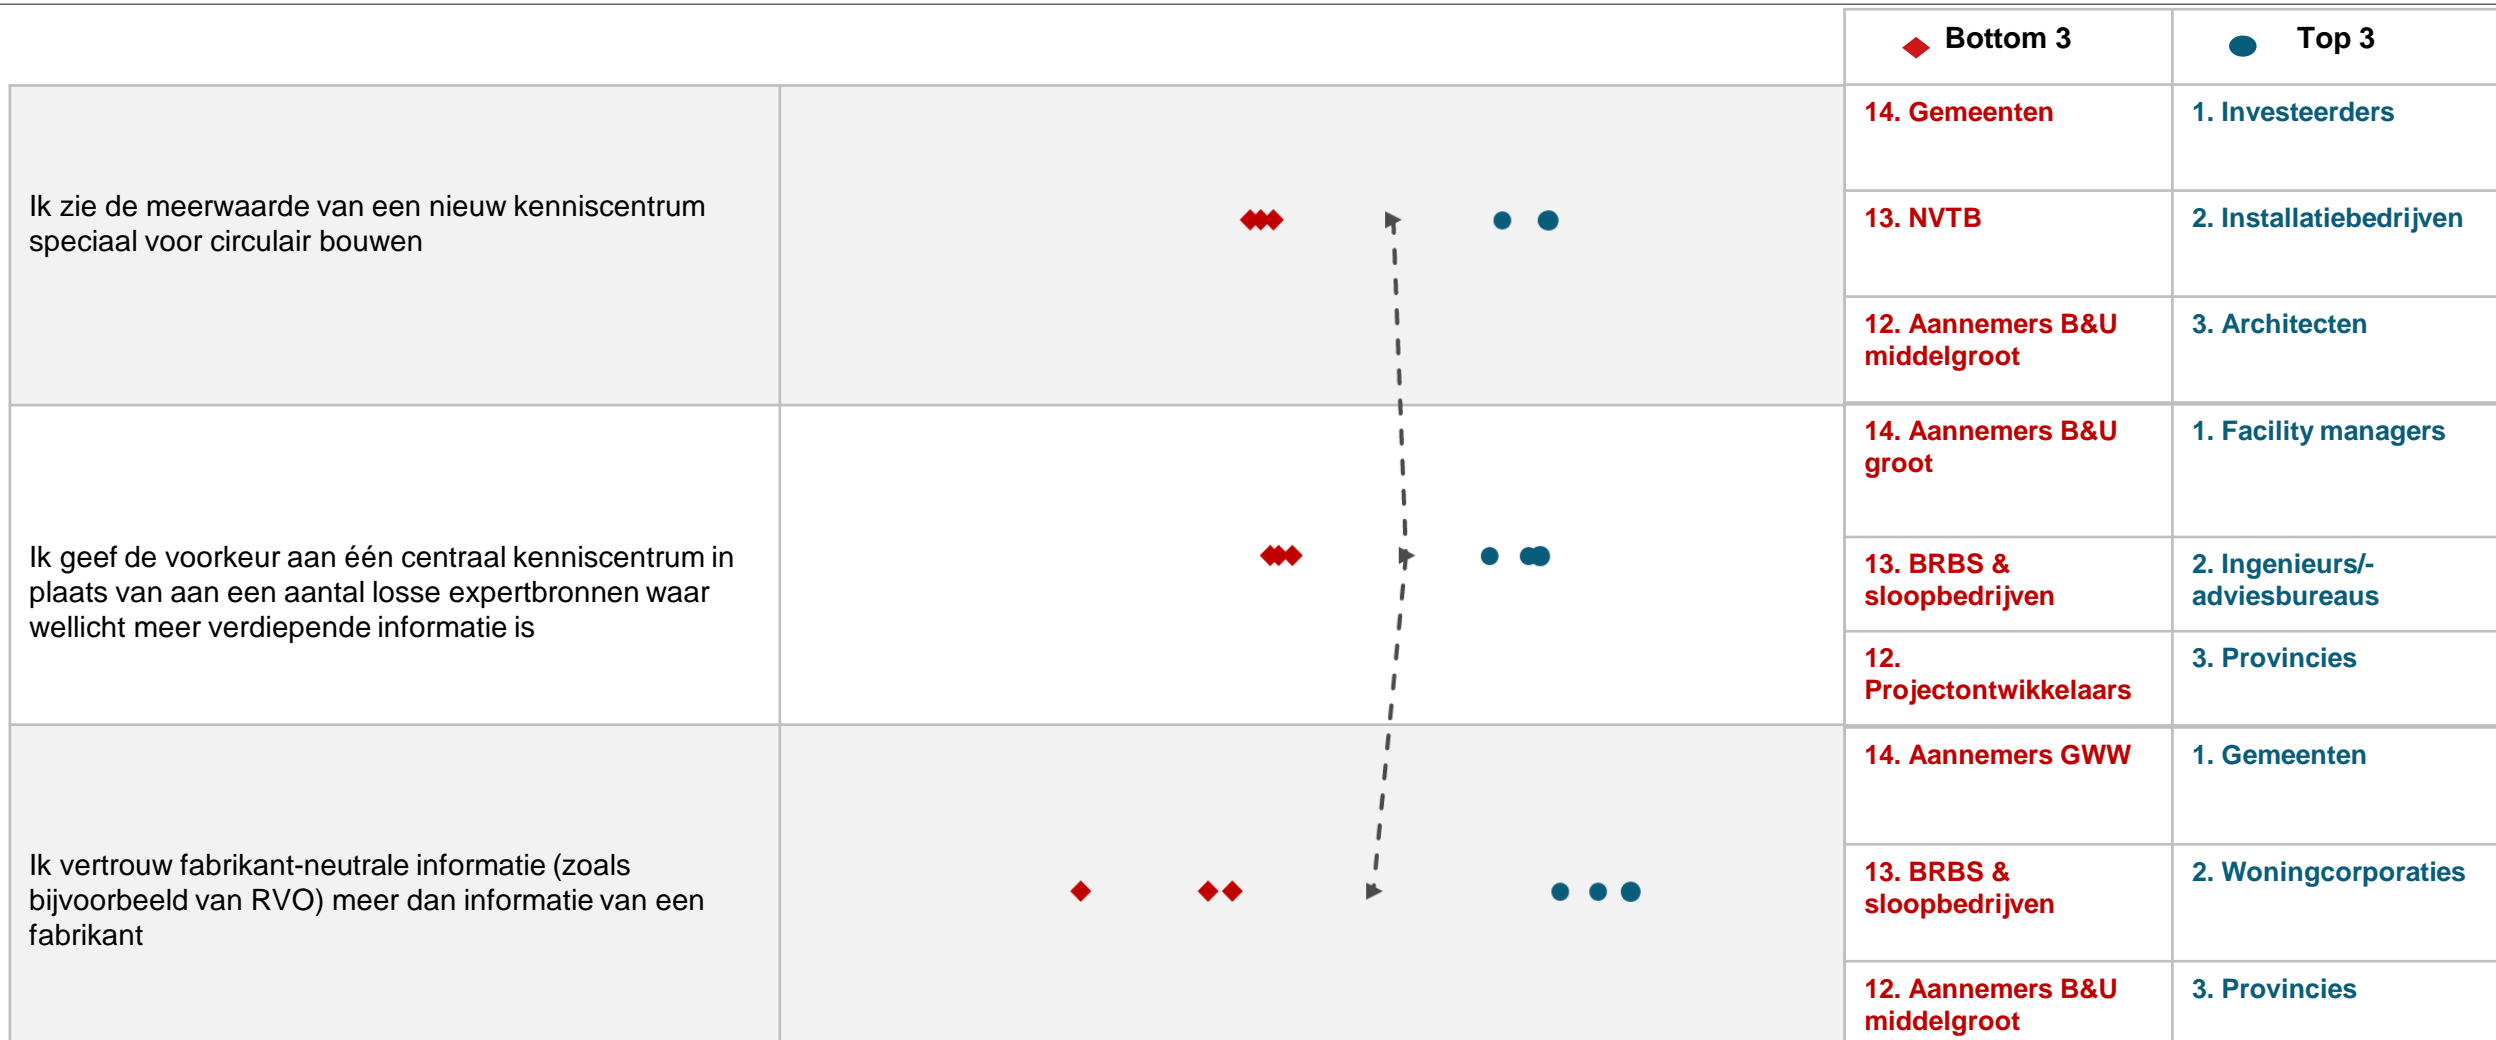 Bottom 3
Top 3
Ik zie de meerwaarde van een nieuw kenniscentrum
speciaal voor circulair bouwen
14. Gemeenten
1. Investeerders
13. NVTB
2. Installatiebedrijven
12. Aannemers B&U
middelgroot
3. Architecten
Ik geef de voorkeur aan één centraal kenniscentrum in
plaats van aan een aantal losse expertbronnen waar
wellicht meer verdiepende informatie is
14. Aannemers B&U
groot
1. Facility managers
13. BRBS &
sloopbedrijven
2. Ingenieurs/-
adviesbureaus
12.
Projectontwikkelaars
3. Provincies
Ik vertrouw fabrikant-neutrale informatie (zoals
bijvoorbeeld van RVO) meer dan informatie van een
fabrikant
14. Aannemers GWW
1. Gemeenten
13. BRBS &
sloopbedrijven
2. Woningcorporaties
12. Aannemers B&U
middelgroot
3. Provincies